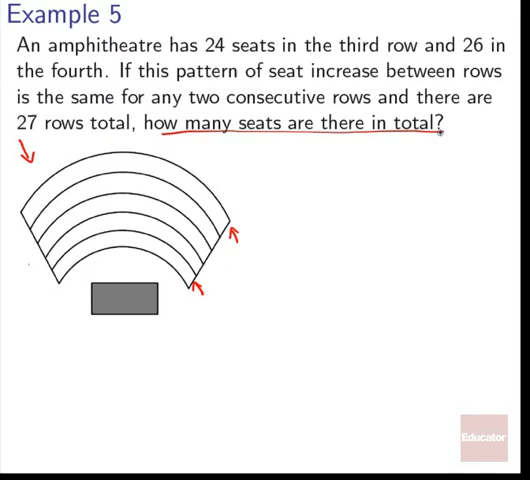 Example 5
An amphitheatre has 24 seats in the third row and 26 in
the fourth. If this pattern of seat increase between rows
is the same for any two consecutive rows and there are
27 rows total, how many seats are there in total?
Educator